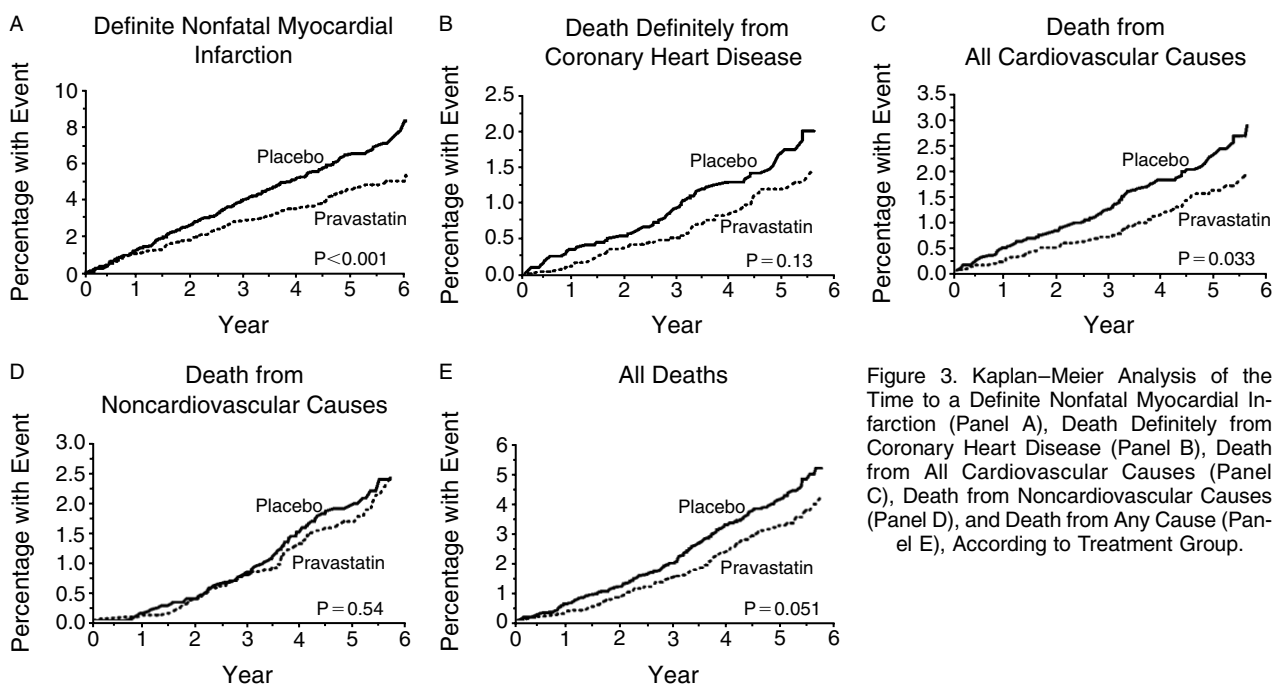 A
Definite Nonfatal Myocardial
Infarction
Percentage with Event
10
8
6
4
2
0
Placebo
Pravastatin
P<0.001
0 1 2 3 4 5 6
Year
B
Death Definitely from
Coronary Heart Disease
Percentage with Event
2.5
2.0
1.5
1.0
0.5
0.0
Placebo
Pravastatin
P=0.13
0 1 2 3 4 5 6
Year
C
Death from
All Cardiovascular Causes
Percentage with Event
3.5
3.0
2.5
2.0
1.5
1.0
0.5
0.0
Placebo
Pravastatin
P=0.033
0 1 2 3 4 5 6
Year
D
Death from
Noncardiovascular Causes
Percentage with Event
3.0
2.5
2.0
1.5
1.0
0.5
0.0
Placebo
Pravastatin
P=0.54
0 1 2 3 4 5 6
Year
E
All Deaths
Percentage with Event
6
5
4
3
2
1
0
Placebo
Pravastatin
P=0.051
0 1 2 3 4 5 6
Year
Figure 3. Kaplan–Meier Analysis of the
Time to a Definite Nonfatal Myocardial In-
farction (Panel A), Death Definitely from
Coronary Heart Disease (Panel B), Death
from All Cardiovascular Causes (Panel
C), Death from Noncardiovascular Causes
(Panel D), and Death from Any Cause (Pan-
el E), According to Treatment Group.